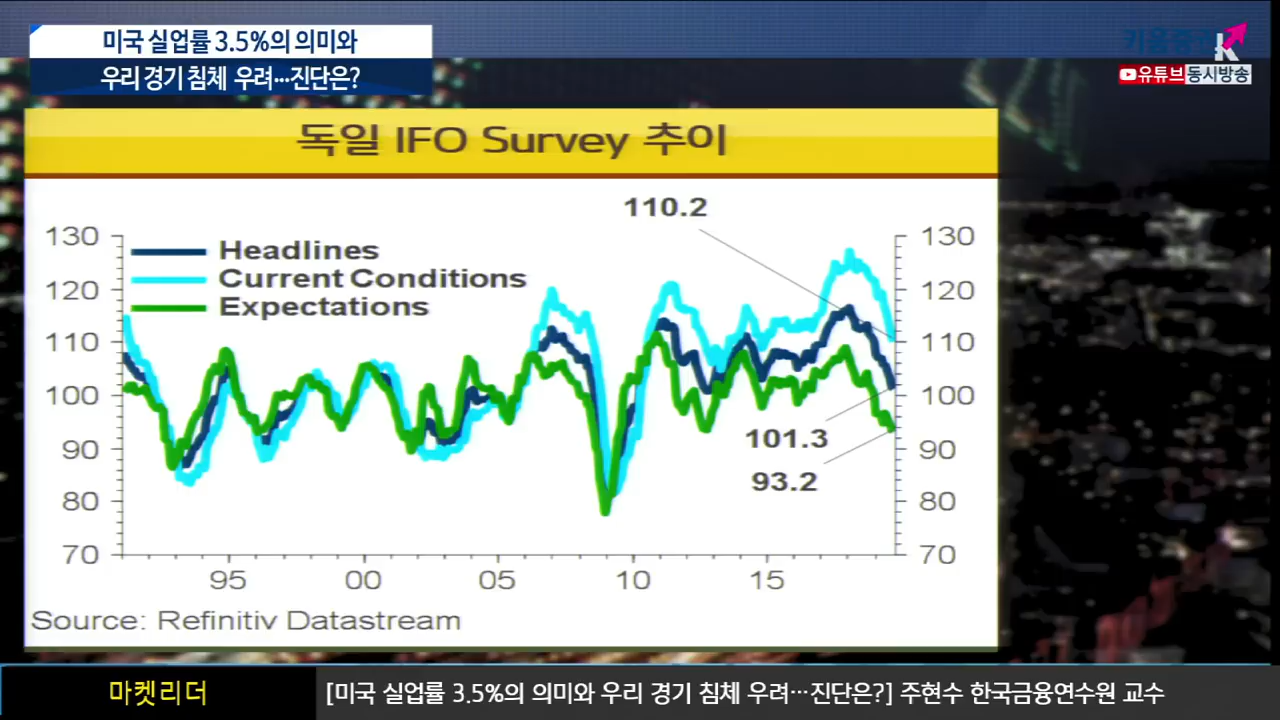 미국 실업률 3.5%의 의미와
우리 경기 침체 우려…진단은?
키움증권
K
유튜브 동시방송
독일 IFO Survey 추이
110.2
130
130
Headlines
Current Conditions
Expectations
120
120
110
110
100
100
101.3
90
90
93.2
80
80
70
70
95
00
05
10
15
Source: Refinitiv Datastream
마켓리더
[미국 실업률 3.5%의 의미와 우리 경기 침체 우려…진단은?] 주현수 한국금융연수원 교수